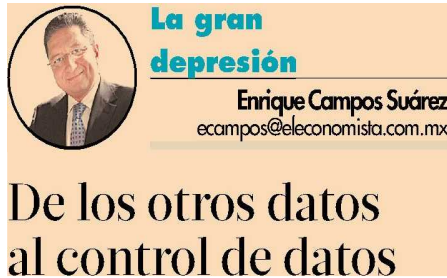 La gran
depresión
Enrique Campos Suárez
ecampos@eleconomista.com.mx
De los otros datos
al control de datos